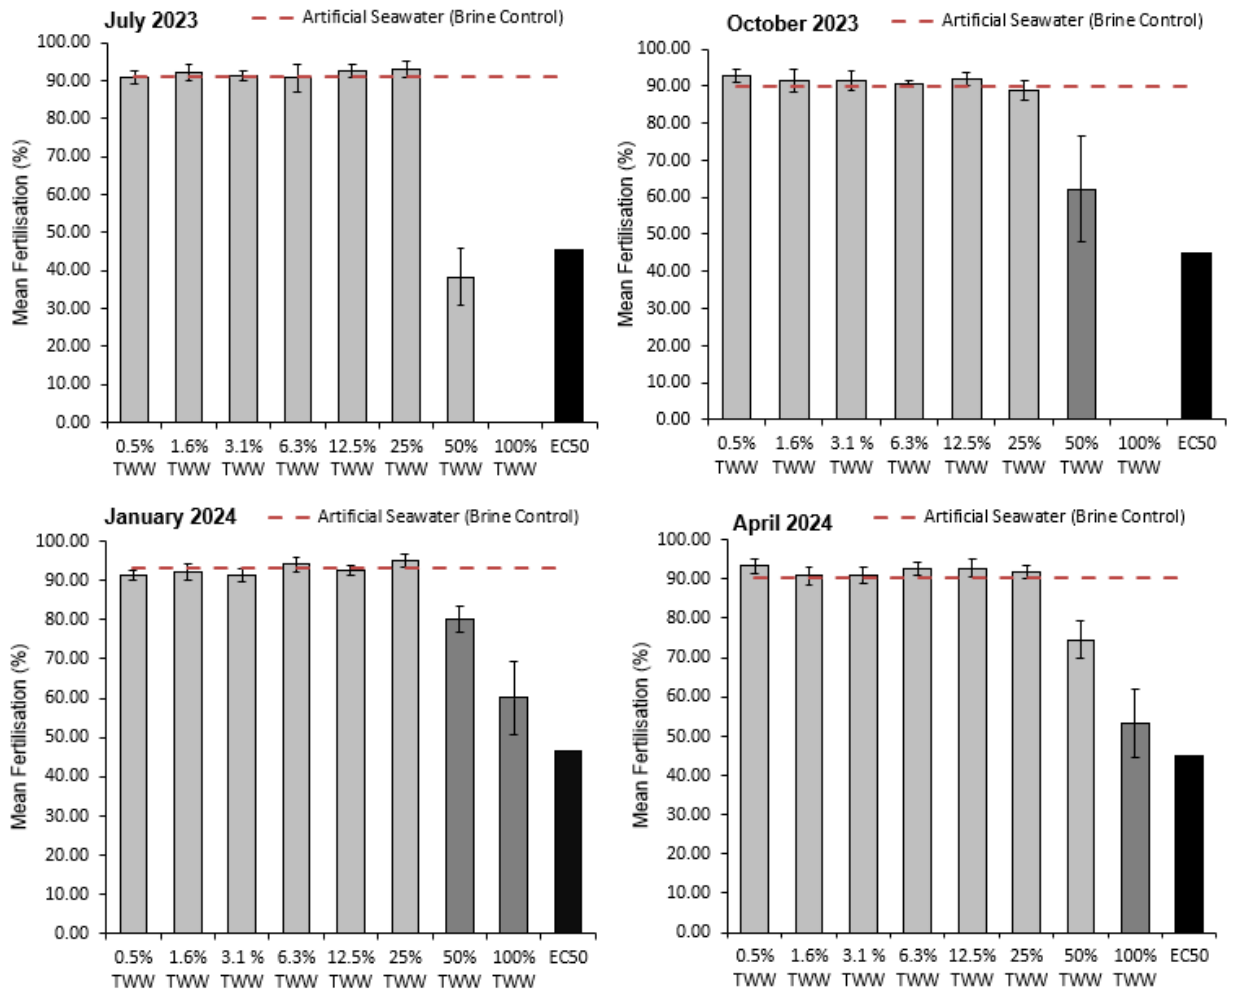 July 2023
Artificial Seawater (Brine Control)
Mean Fertilisation (%)
100.00
90.00
80.00
70.00
60.00
50.00
40.00
30.00
20.00
10.00
0.00
0.5% 1.6% 3.1 % 6.3% 12.5% 25% 50% 100% EC50
TWW TWW TWW TWW TWW TWW TWW TWW
October 2023
Artificial Seawater (Brine Control)
Mean Fertilisation (%)
100.00
90.00
80.00
70.00
60.00
50.00
40.00
30.00
20.00
10.00
0.00
0.5% 1.6% 3.1 % 6.3% 12.5% 25% 50% 100% EC50
TWW TWW TWW TWW TWW TWW TWW TWW
January 2024
Artificial Seawater (Brine Control)
Mean Fertilisation (%)
100.00
90.00
80.00
70.00
60.00
50.00
40.00
30.00
20.00
10.00
0.00
0.5% 1.6% 3.1 % 6.3% 12.5% 25% 50% 100% EC50
TWW TWW TWW TWW TWW TWW TWW TWW
April 2024
Artificial Seawater (Brine Control)
Mean Fertilisation (%)
100.00
90.00
80.00
70.00
60.00
50.00
40.00
30.00
20.00
10.00
0.00
0.5% 1.6% 3.1 % 6.3% 12.5% 25% 50% 100% EC50
TWW TWW TWW TWW TWW TWW TWW TWW